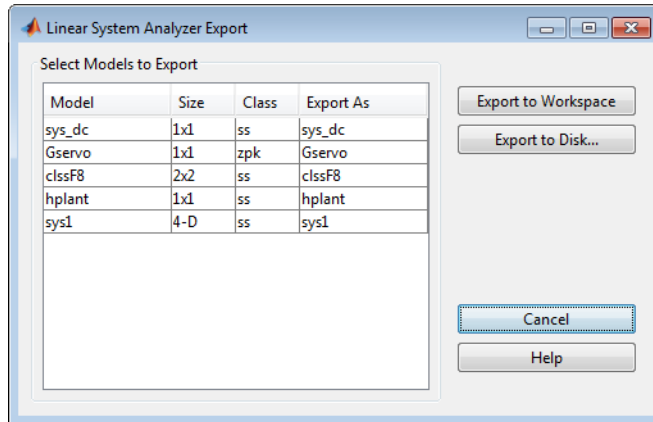 Linear System Analyzer Export
Select Models to Export
Model Size Class Export As
sys_dc 1x1 ss sys_dc
Gservo 1x1 zpk Gservo
clssF8 2x2 ss clssF8
hplant 1x1 ss hplant
sys1 4-D ss sys1
Export to Workspace
Export to Disk...
Cancel
Help